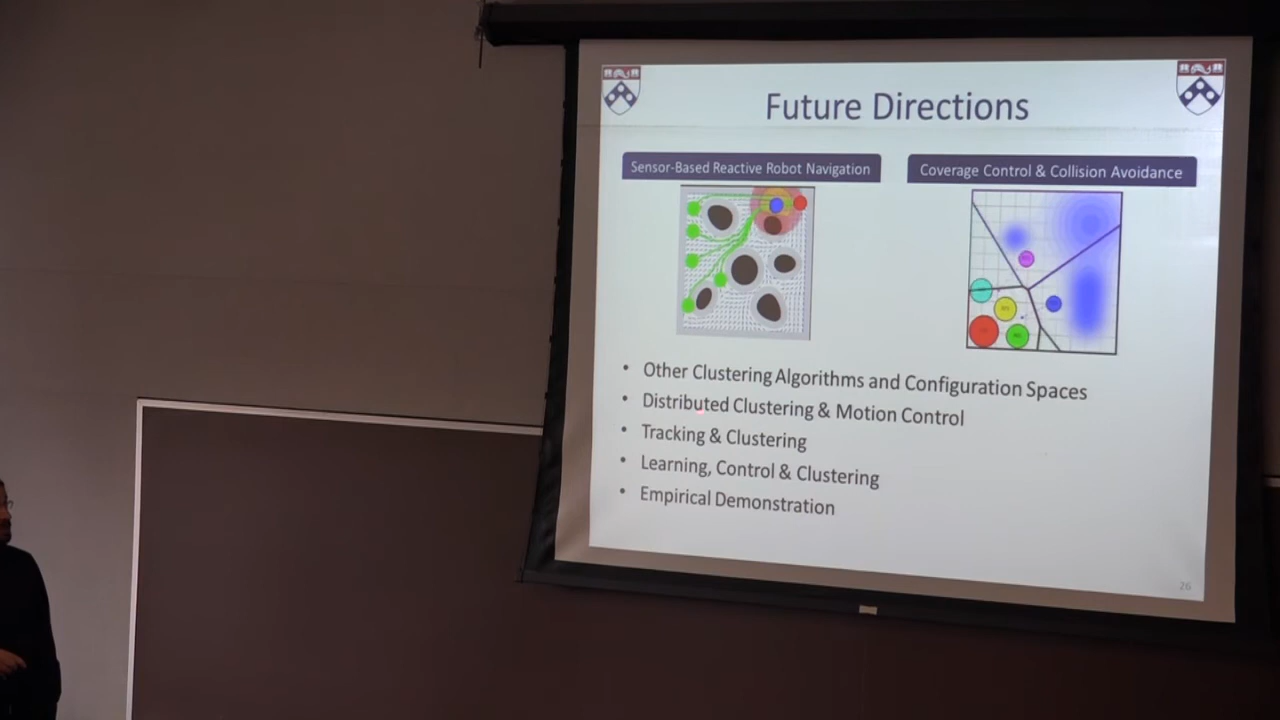 Future Directions
Sensor-Based Reactive Robot Navigation
Coverage Control & Collision Avoidance
• Other Clustering Algorithms and Configuration Spaces
• Distributed Clustering & Motion Control
• Tracking & Clustering
• Learning, Control & Clustering
• Empirical Demonstration
26